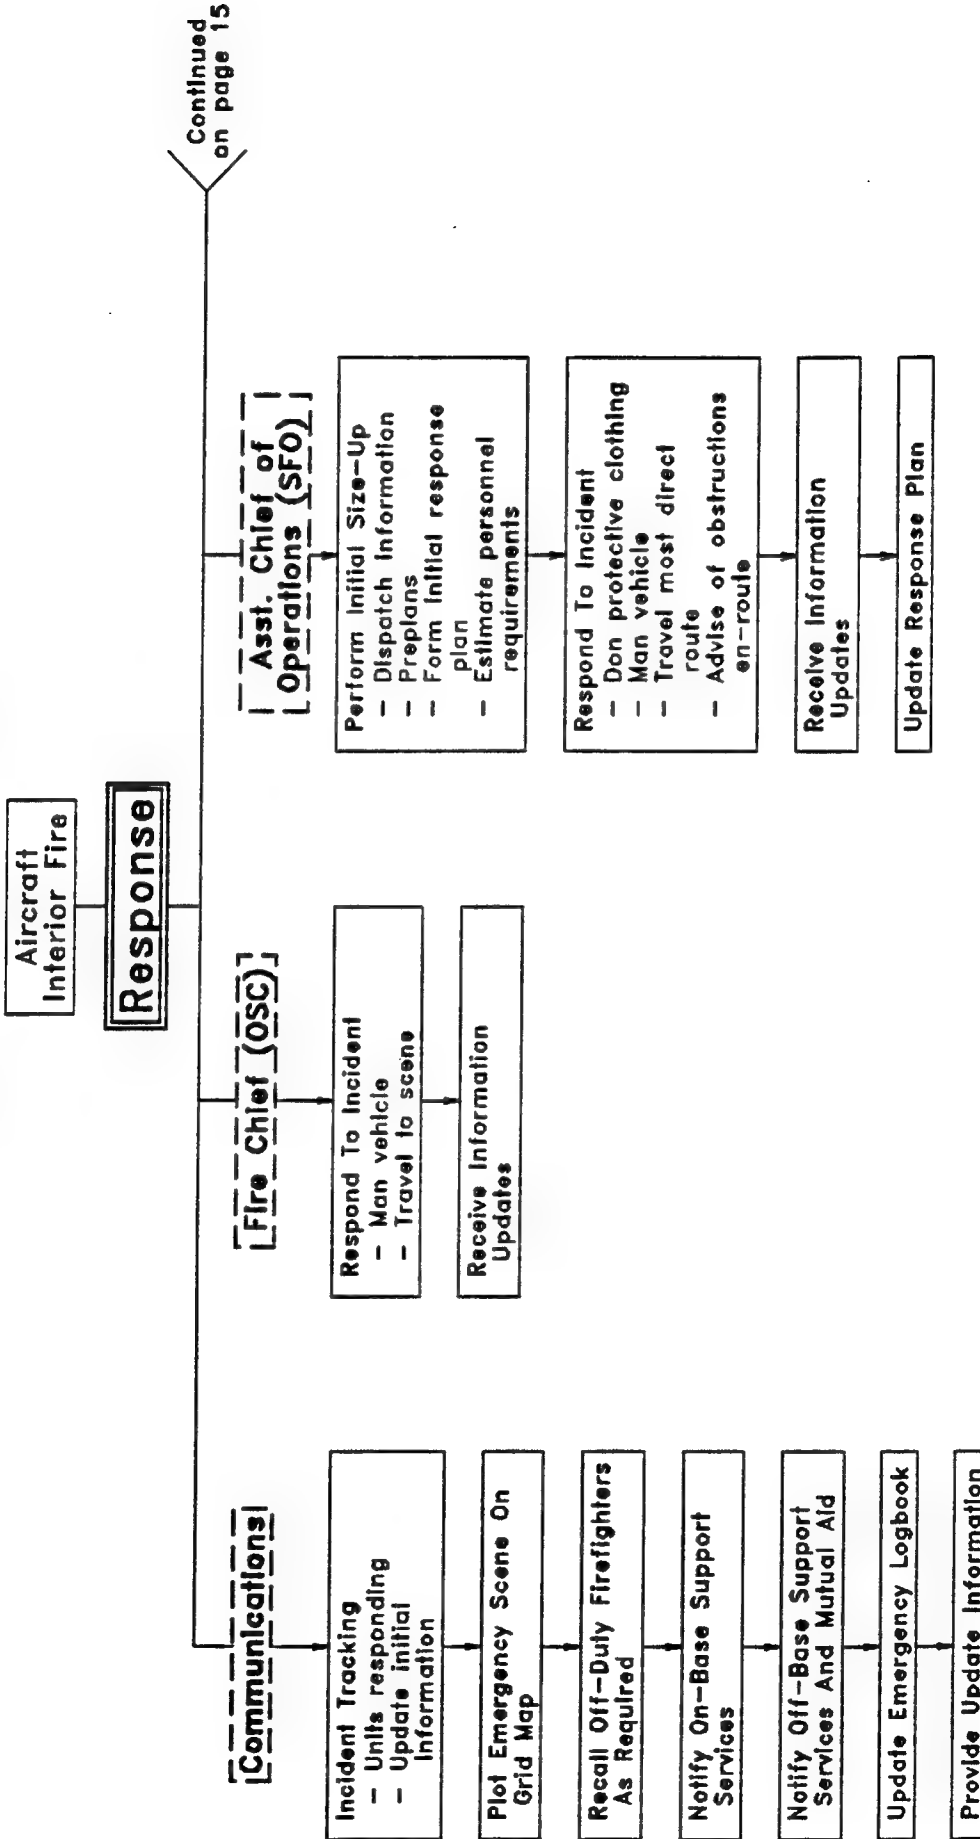 Aircraft
Interior Fire
Response
Continued
on page 15
Communications
Incident Tracking
- Units responding
- Update initial
Information
Plot Emergency Scene On
Grid Map
Recall Off-Duty Firefighters
As Required
Notify On-Base Support
Services
Notify Off-Base Support
Services And Mutual Aid
Update Emergency Logbook
Provide Update Information
Fire Chief (OSC)
Respond To Incident
- Man vehicle
- Travel to scene
Receive Information
Updates
Asst. Chief of
Operations (SFO)
Perform Initial Size-Up
- Dispatch Information
- Preplans
- Form Initial response
plan
- Estimate personnel
requirements
Respond To Incident
- Don protective clothing
- Man vehicle
- Travel most direct
route
- Advise of obstructions
en-route
Receive Information
Updates
Update Response Plan